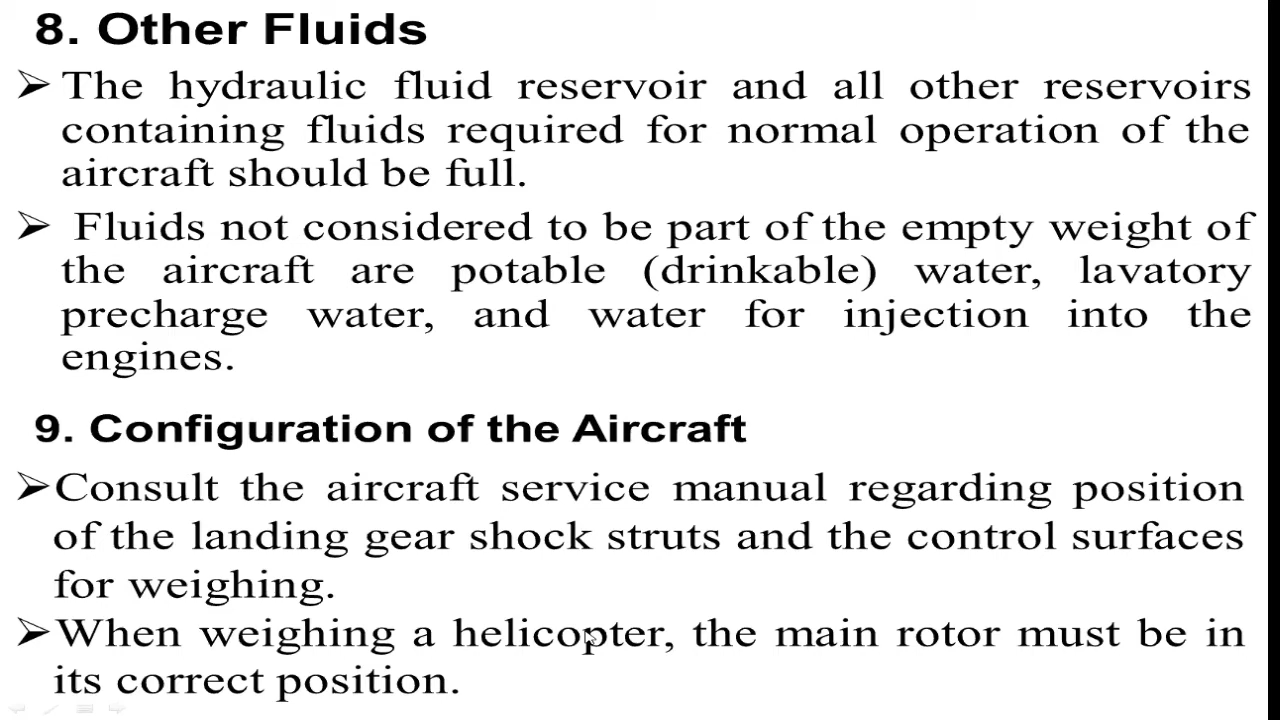 8. Other Fluids
➢ The hydraulic fluid reservoir and all other reservoirs
containing fluids required for normal operation of the
aircraft should be full.
➢ Fluids not considered to be part of the empty weight of
the aircraft are potable (drinkable) water, lavatory
precharge water, and water for injection into the
engines.
9. Configuration of the Aircraft
➢Consult the aircraft service manual regarding position
of the landing gear shock struts and the control surfaces
for weighing.
➢When weighing a helicopter, the main rotor must be in
its correct position.